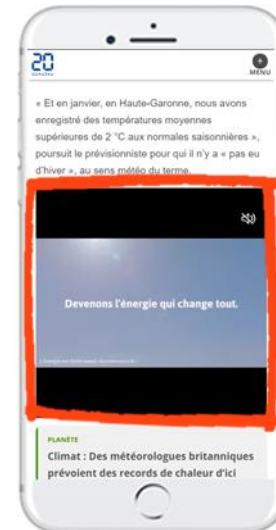 20
minutes
MENU
« Et en janvier, en Haute-Garonne, nous avons
enregistré des températures moyennes
supérieures de 2 °C aux normales saisonnières »,
poursuit le prévisionniste pour qui il n'y a « pas eu
d'hiver », au sens météo du terme.
Devenons l'énergie qui change tout.
PLANÈTE
Climat : Des météorologues britanniques
prévoient des records de chaleur d'ici